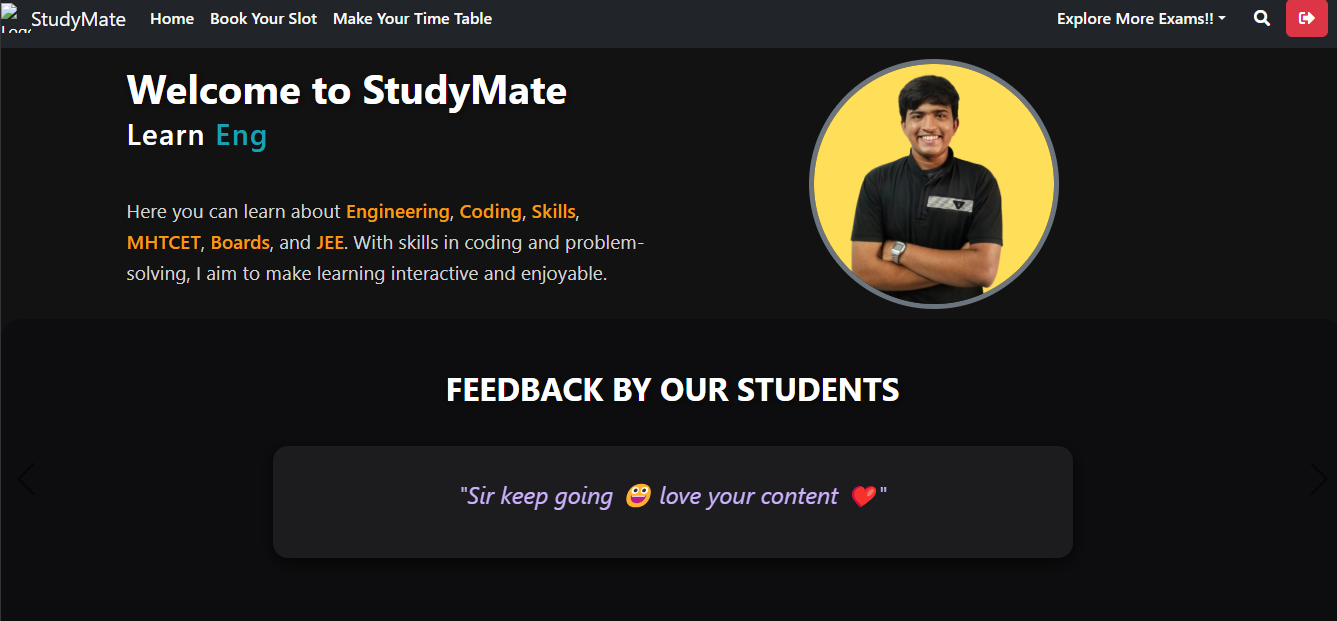 StudyMate Home Book Your Slot Make Your Time Table Explore More Exams!!
Welcome to StudyMate
Learn Eng
Here you can learn about Engineering, Coding, Skills,
MHTCET, Boards, and JEE. With skills in coding and problem-
solving, I aim to make learning interactive and enjoyable.
FEEDBACK BY OUR STUDENTS
"Sir keep going 😃 love your content ❤️"